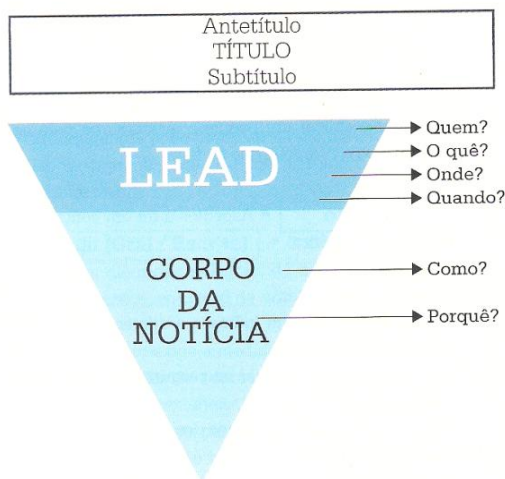 Antetítulo
TÍTULO
Subtítulo
LEAD
Quem?
O quê?
Onde?
Quando?
CORPO
DA
NOTÍCIA
Como?
Porquê?